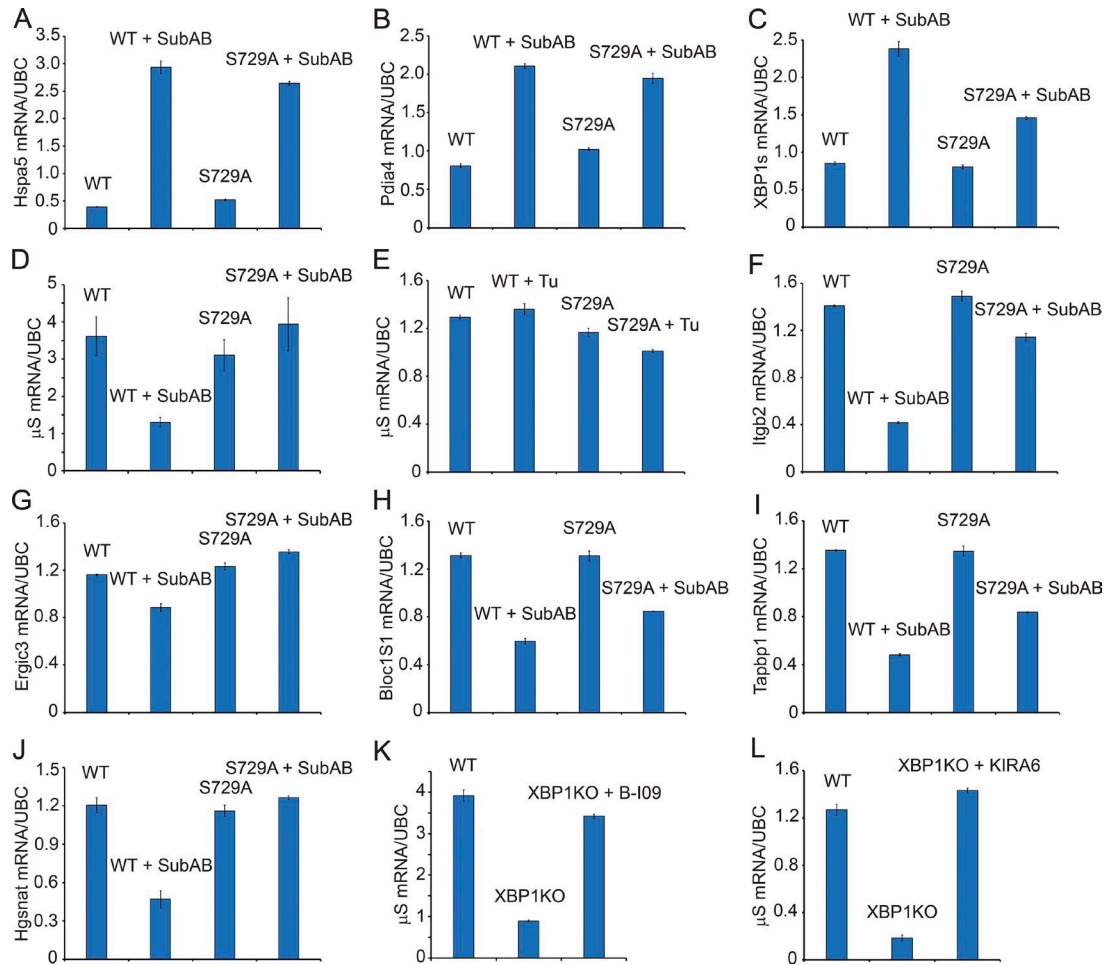 A
Hspa5 mRNA/UBC
3.5
3.0
2.5
2.0
1.5
1.0
0.5
0
WT
WT + SubAB
S729A
S729A + SubAB
B
Pdia4 mRNA/UBC
2.5
2.0
1.5
1.0
0.5
0
WT
WT + SubAB
S729A
S729A + SubAB
C
XBP1s mRNA/UBC
2.5
2.0
1.5
1.0
0.5
0
WT
WT + SubAB
S729A
S729A + SubAB
D
μS mRNA/UBC
5
4
3
2
1
0
WT
WT + SubAB
S729A
S729A + SubAB
E
μS mRNA/UBC
1.6
1.2
0.8
0.4
0
WT
WT + Tu
S729A
S729A + Tu
F
Itgb2 mRNA/UBC
1.6
1.2
0.8
0.4
0
WT
WT + SubAB
S729A
S729A + SubAB
G
Ergic3 mRNA/UBC
1.6
1.2
0.8
0.4
0
WT
WT + SubAB
S729A
S729A + SubAB
H
Bloc1S1 mRNA/UBC
1.6
1.2
0.8
0.4
0
WT
WT + SubAB
S729A
S729A + SubAB
I
Tapbp1 mRNA/UBC
1.6
1.2
0.8
0.4
0
WT
WT + SubAB
S729A
S729A + SubAB
J
Hgsnat mRNA/UBC
1.5
1.2
0.9
0.6
0.3
0
WT
WT + SubAB
S729A
S729A + SubAB
K
μS mRNA/UBC
4
3
2
1
0
WT
XBP1KO
XBP1KO + B-I09
L
μS mRNA/UBC
1.6
1.2
0.8
0.4
0
WT
XBP1KO
XBP1KO + KIRA6